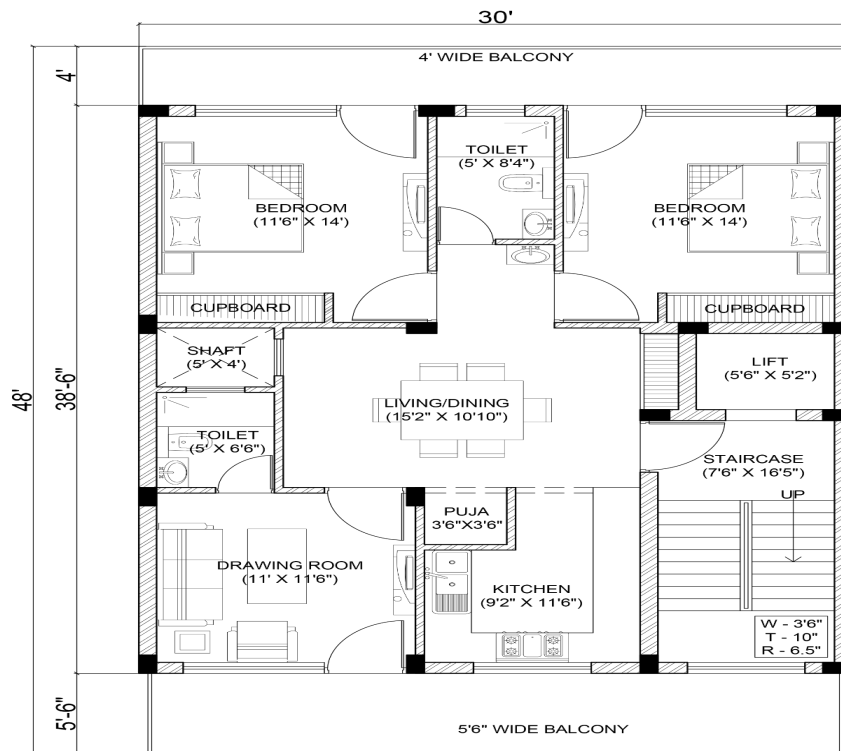 30'
4' WIDE BALCONY
4'
TOILET
(5' X 8'4")
BEDROOM
(11'6" X 14')
BEDROOM
(11'6" X 14')
CUPBOARD
CUPBOARD
SHAFT
(5' X 4')
LIFT
(5'6" X 5'2")
48'
38'-6"
LIVING/DINING
(15'2" X 10'10")
TOILET
(5' X 6'6")
STAIRCASE
(7'6" X 16'5")
UP
PUJA
3'6"X3'6"
DRAWING ROOM
(11' X 11'6")
KITCHEN
(9'2" X 11'6")
W - 3'6"
T - 10"
R - 6.5"
5'-6"
5'6" WIDE BALCONY